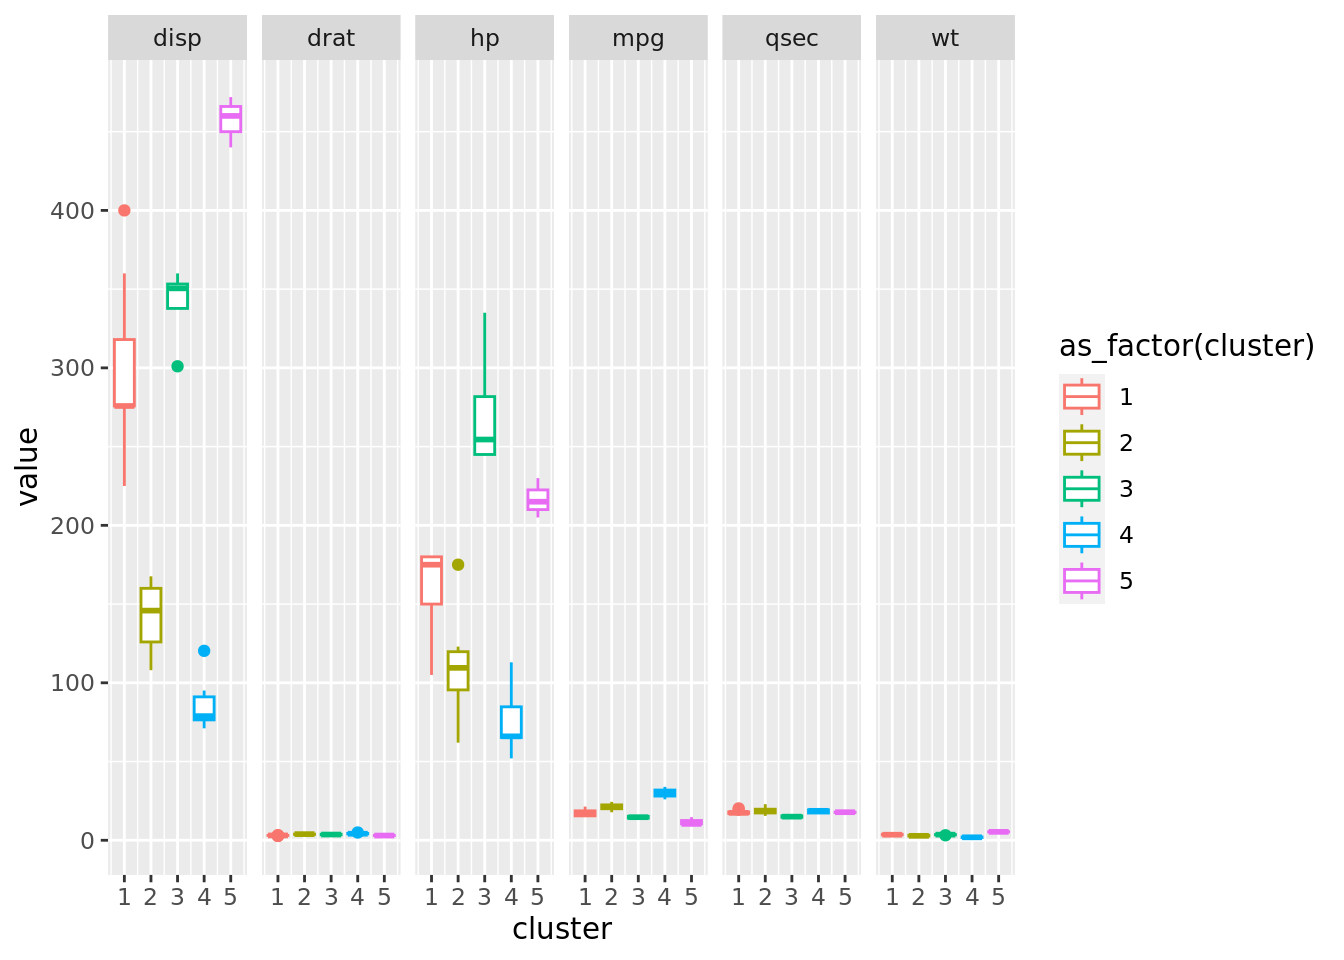 disp drat hp mpg qsec wt
400
300
200
100
0
value
1 2 3 4 5 1 2 3 4 5 1 2 3 4 5 1 2 3 4 5 1 2 3 4 5 1 2 3 4 5
cluster
as_factor(cluster)
1
2
3
4
5